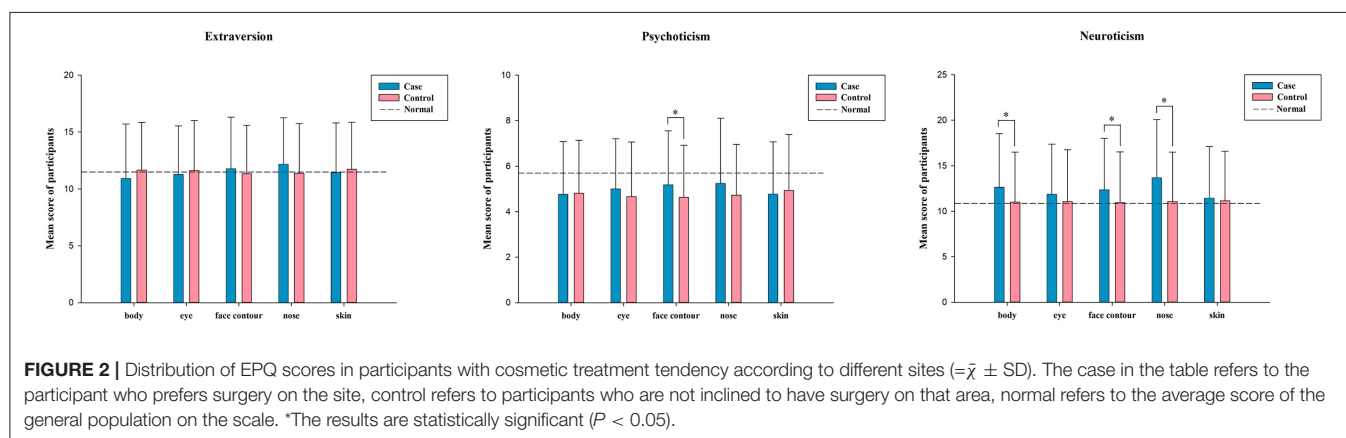 Extraversion
Mean score of participants
20
15
10
5
0
body eye face contour nose skin
Case
Control
Normal
Psychoticism
Mean score of participants
10
8
6
4
2
0
*
body eye face contour nose skin
Case
Control
Normal
Neuroticism
Mean score of participants
25
20
15
10
5
0
*
*
*
body eye face contour nose skin
Case
Control
Normal
FIGURE 2 | Distribution of EPQ scores in participants with cosmetic treatment tendency according to different sites (=χ̄ ± SD). The case in the table refers to the
participant who prefers surgery on the site, control refers to participants who are not inclined to have surgery on that area, normal refers to the average score of the
general population on the scale. *The results are statistically significant (P < 0.05).